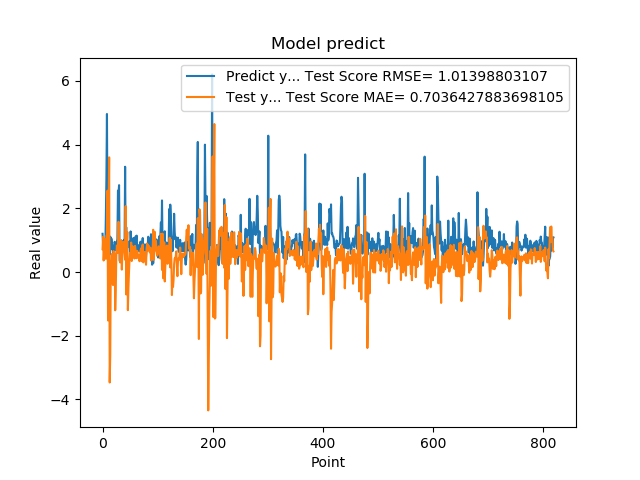 Model predict
Predict y... Test Score RMSE= 1.01398803107
Test y... Test Score MAE= 0.7036427883698105
Real value
6
4
2
0
−2
−4
0 200 400 600 800
Point